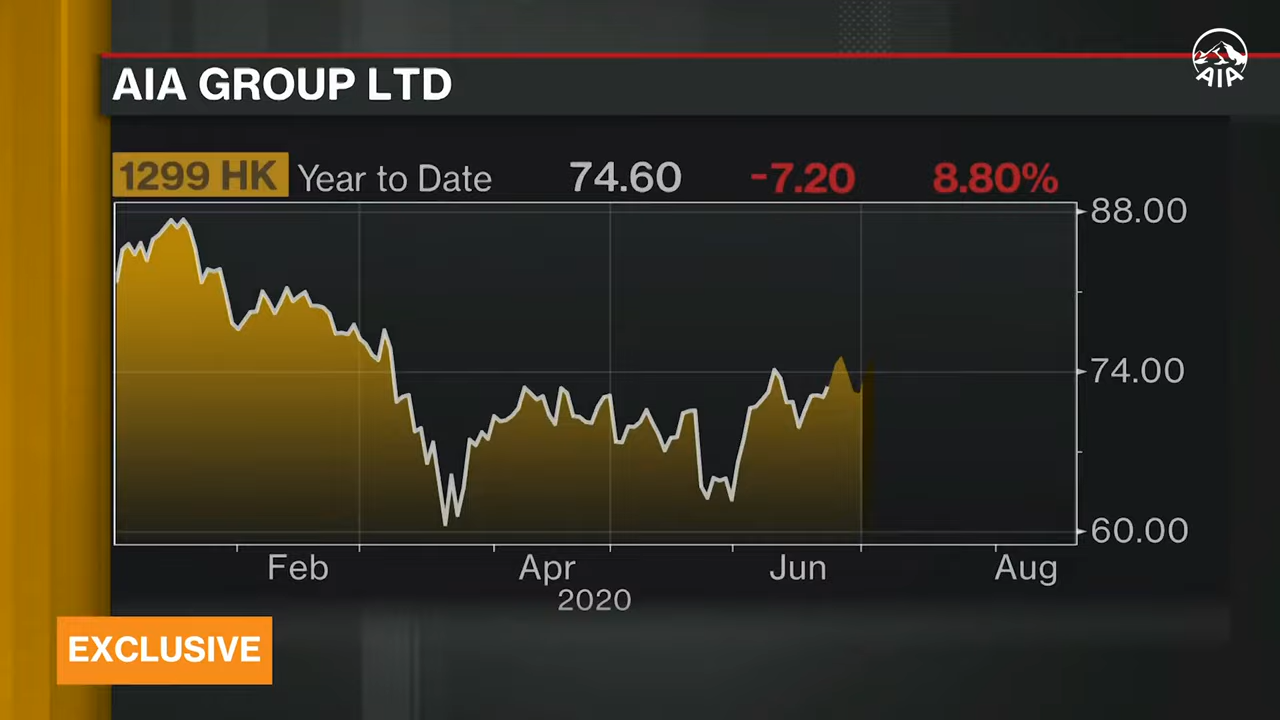 AIA
AIA GROUP LTD
1299 HK Year to Date 74.60 -7.20 8.80%
88.00
74.00
60.00
Feb Apr Jun Aug
2020
EXCLUSIVE